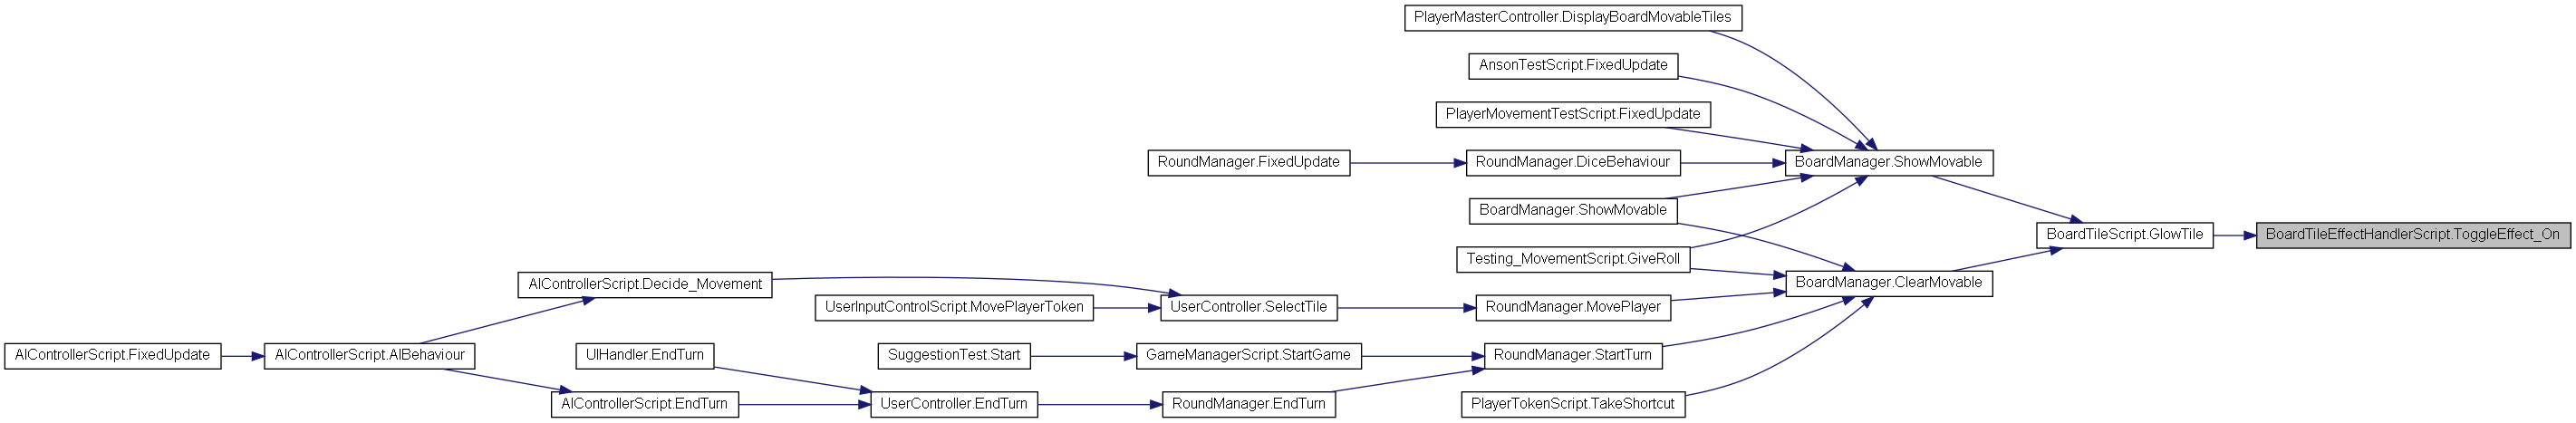 PlayerMasterController.DisplayBoardMovableTiles
AnsonTestScript.FixedUpdate
PlayerMovementTestScript.FixedUpdate
RoundManager.FixedUpdate
RoundManager.DiceBehaviour
BoardManager.ShowMovable
BoardManager.ShowMovable
BoardTileScript.GlowTile
BoardTileEffectHandlerScript.ToggleEffect_On
Testing_MovementScript.GiveRoll
AIControllerScript.Decide_Movement
BoardManager.ClearMovable
UserInputControlScript.MovePlayerToken
UserController.SelectTile
RoundManager.MovePlayer
AIControllerScript.FixedUpdate
AIControllerScript.AIBehaviour
UIHandler.EndTurn
SuggestionTest.Start
GameManagerScript.StartGame
RoundManager.StartTurn
AIControllerScript.EndTurn
UserController.EndTurn
RoundManager.EndTurn
PlayerTokenScript.TakeShortcut